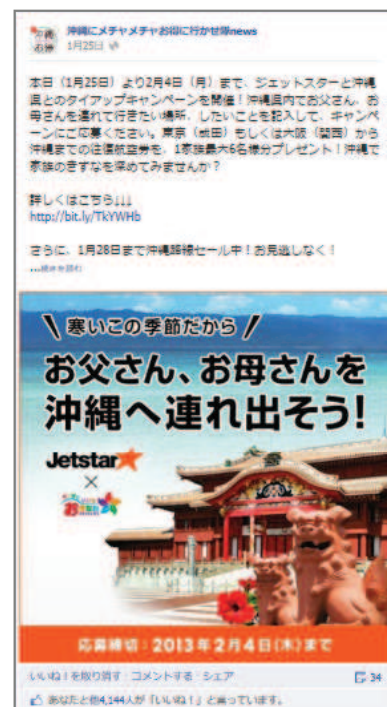 沖縄にメチャメチャお得に行かせ隊news
1月25日
本日（1月25日）より2月4日（月）まで、ジェットスターと沖縄
県とのタイアップキャンペーンを開催！沖縄県内でお父さん、お
母さんを連れて行きたい場所、したいことを記入して、キャンペ
ーンにご応募ください。東京（成田）もしくは大阪（関西）から
沖縄までの往復航空券を、1家族最大6名様分プレゼント！沖縄で
家族のきずなを深めてみませんか？
詳しくはこちら↓↓↓
http://bit.ly/TkYWHb
さらに、1月28日まで沖縄路線セール中！お見逃しなく！
...続きを読む
\ 寒いこの季節だから /
お父さん、お母さんを
沖縄へ連れ出そう!
Jetstar
×
応募締切：2013年2月4日(木)まで
いいね！を取り消す · コメントする · シェア
34
あなたと他4,144人が「いいね！」と言っています。